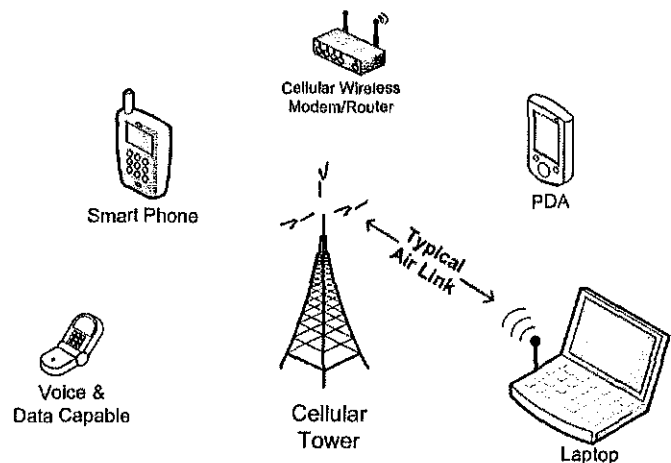 Cellular Wireless
Modem/Router
Smart Phone
PDA
Typical
Air Link
Voice &
Data Capable
Cellular
Tower
Laptop